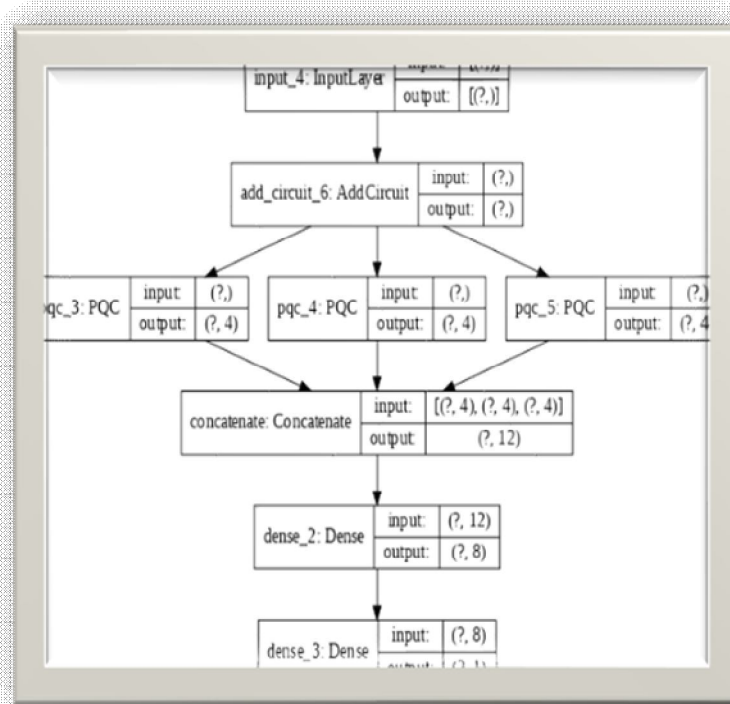 input_4: InputLayer
output: [(?,)]
add_circuit_6: AddCircuit
input: (?,)
output: (?,)
qc_3: PQC
input: (?,)
output: (?, 4)
pqc_4: PQC
input: (?,)
output: (?, 4)
pqc_5: PQC
input: (?,)
output: (?, 4
concatenate: Concatenate
input: [(?, 4), (?, 4), (?, 4)]
output: (?, 12)
dense_2: Dense
input: (?, 12)
output: (?, 8)
dense_3: Dense
input: (?, 8)